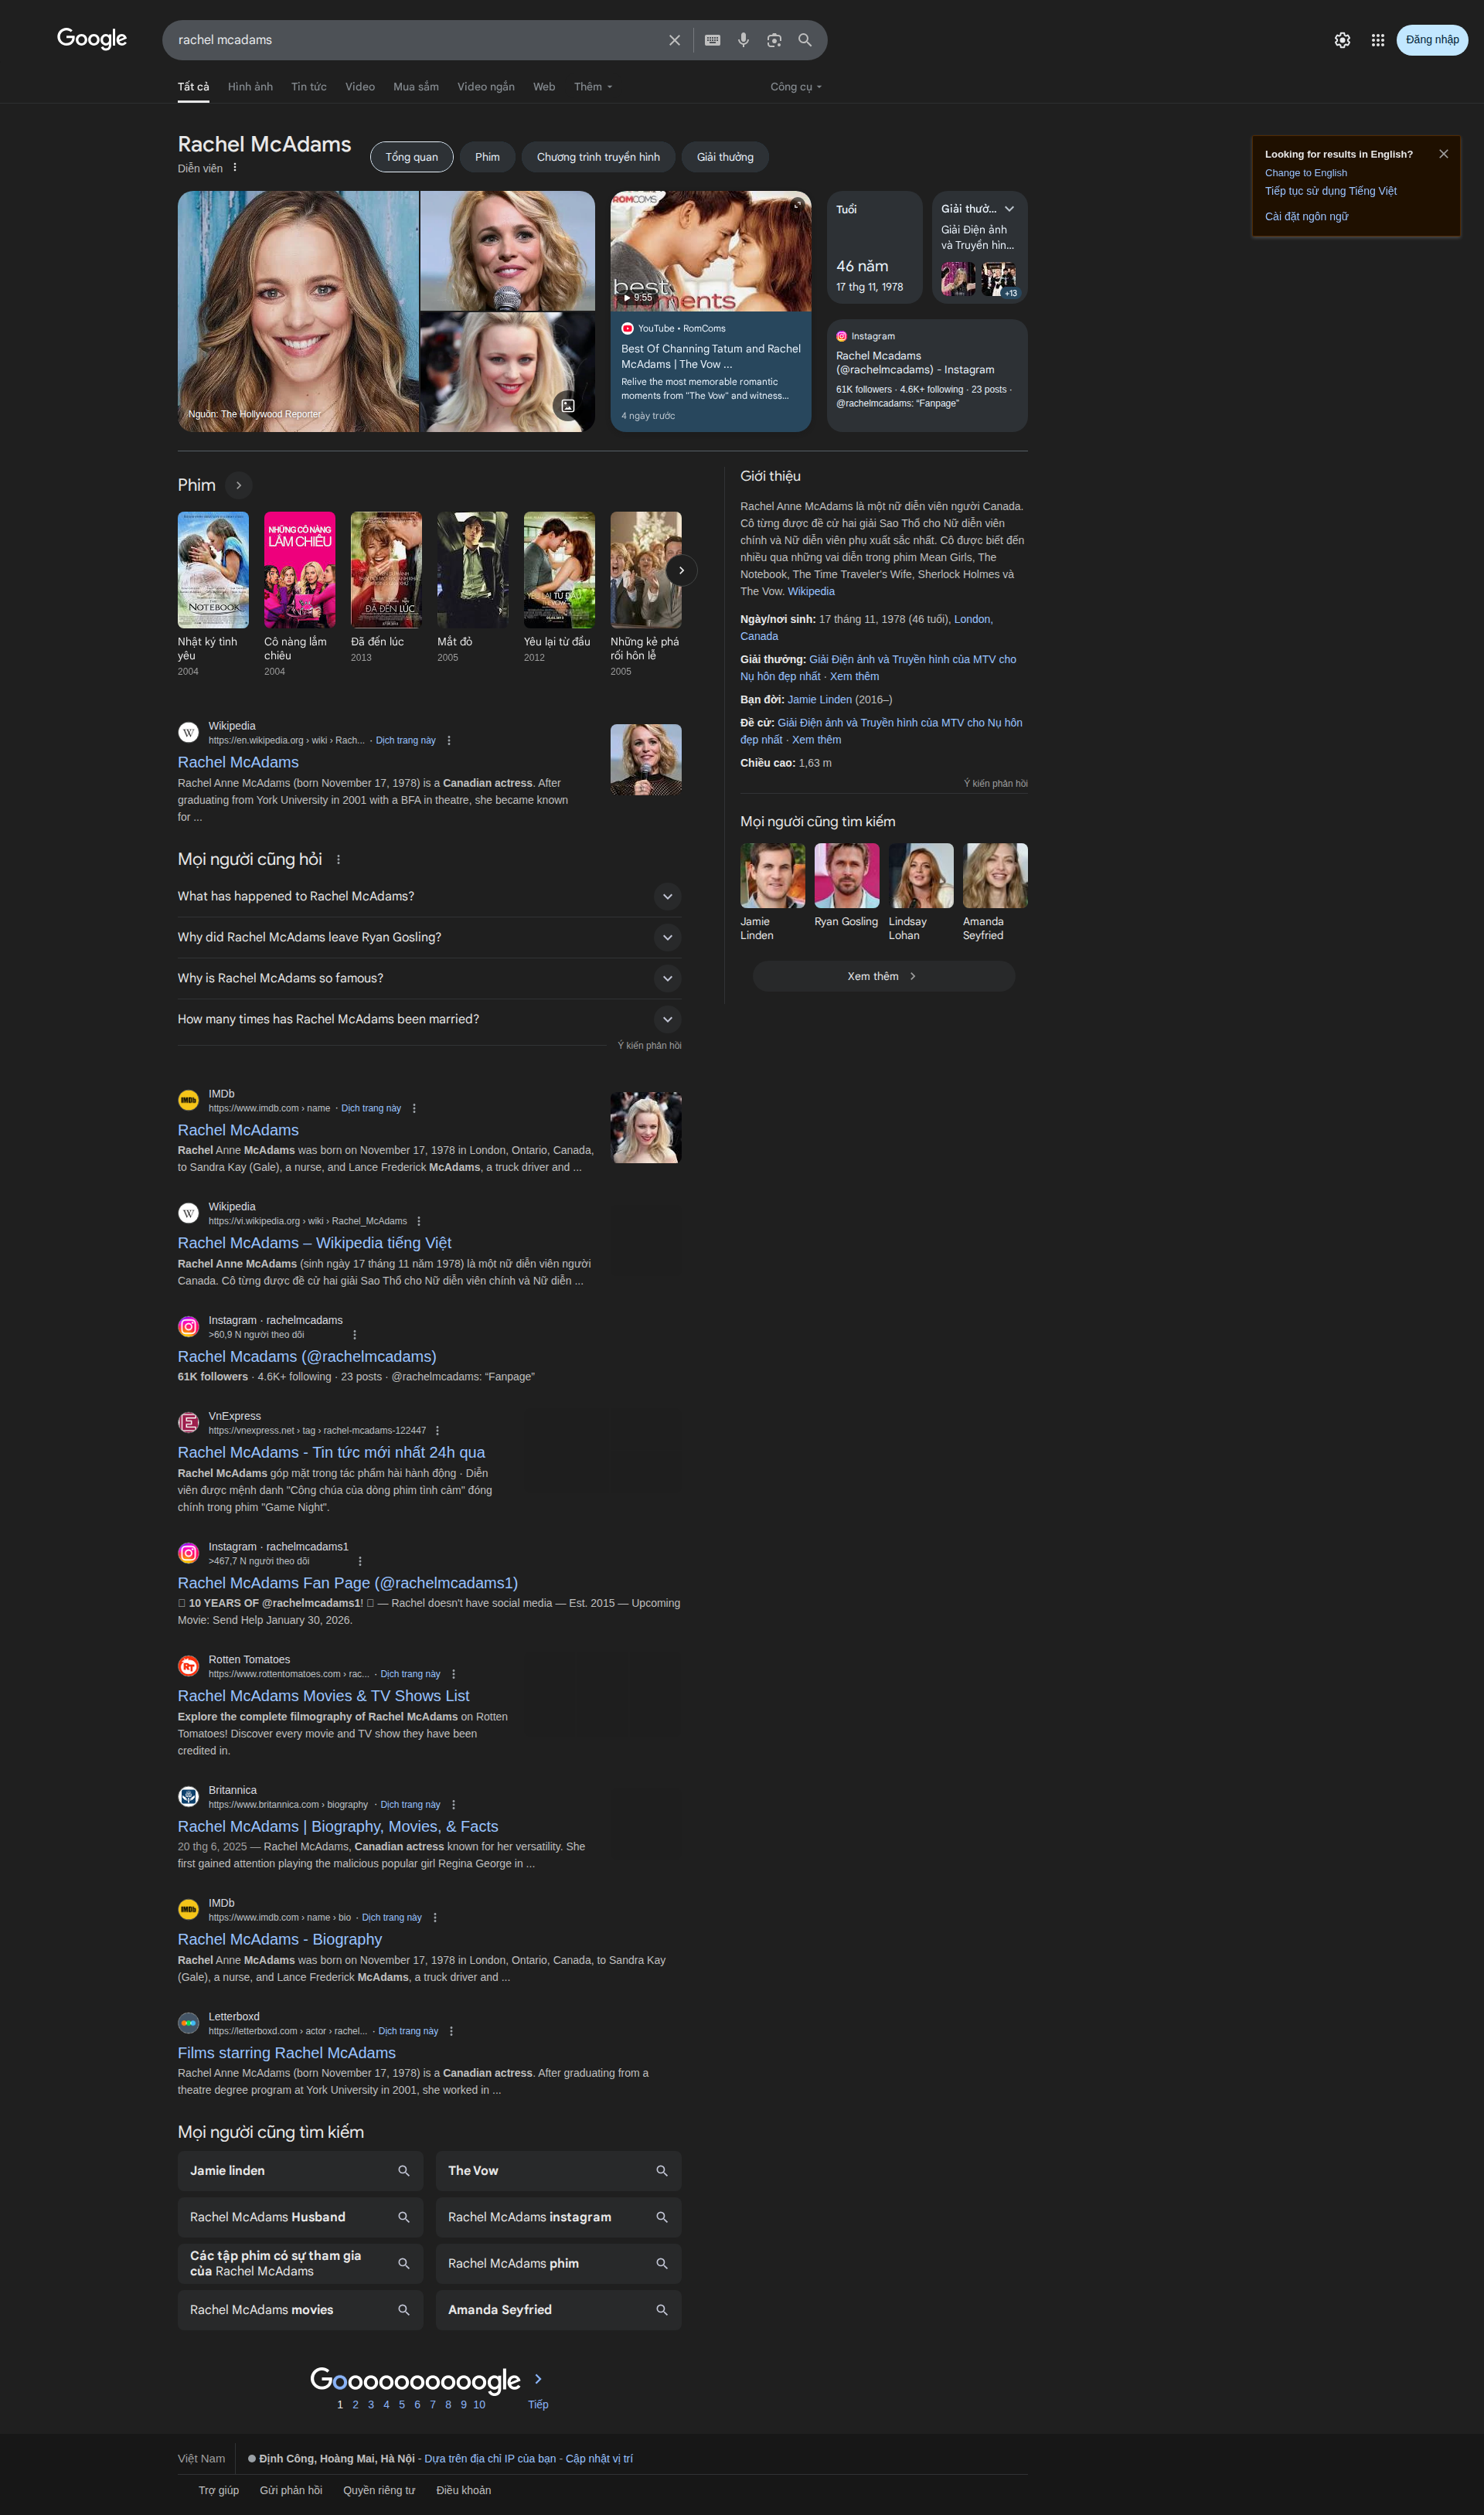 Google
rachel mcadams
Đăng nhập
Tất cả
Hình ảnh
Tin tức
Video
Mua sắm
Video ngắn
Web
Thêm
Công cụ
Rachel McAdams
Diễn viên
Tổng quan
Phim
Chương trình truyền hình
Giải thưởng
Looking for results in English?
Change to English
Tiếp tục sử dụng Tiếng Việt
Cài đặt ngôn ngữ
Nguồn: The Hollywood Reporter
ROMCOMS
best
moments
9:55
YouTube • RomComs
Best Of Channing Tatum and Rachel
McAdams | The Vow ...
Relive the most memorable romantic
moments from "The Vow" and witness...
4 ngày trước
Tuổi
46 năm
17 thg 11, 1978
Giải thưở...
Giải Điện ảnh
và Truyền hìn...
+13
Instagram
Rachel Mcadams
(@rachelmcadams) - Instagram
61K followers · 4.6K+ following · 23 posts ·
@rachelmcadams: “Fanpage”
Phim
NOTEBOOK
NHỮNG CÔ NÀNG
LẮM CHIÊU
ĐÃ ĐẾN LÚC
YÊU LẠI TỪ ĐẦU
Nhật ký tình
yêu
2004
Cô nàng lắm
chiêu
2004
Đã đến lúc
2013
Mắt đỏ
2005
Yêu lại từ đầu
2012
Những kẻ phá
rối hôn lễ
2005
Wikipedia
https://en.wikipedia.org › wiki › Rach... · Dịch trang này
Rachel McAdams
Rachel Anne McAdams (born November 17, 1978) is a Canadian actress. After
graduating from York University in 2001 with a BFA in theatre, she became known
for ...
Mọi người cũng hỏi
What has happened to Rachel McAdams?
Why did Rachel McAdams leave Ryan Gosling?
Why is Rachel McAdams so famous?
How many times has Rachel McAdams been married?
Ý kiến phản hồi
IMDb
https://www.imdb.com › name · Dịch trang này
Rachel McAdams
Rachel Anne McAdams was born on November 17, 1978 in London, Ontario, Canada,
to Sandra Kay (Gale), a nurse, and Lance Frederick McAdams, a truck driver and ...
Wikipedia
https://vi.wikipedia.org › wiki › Rachel_McAdams
Rachel McAdams – Wikipedia tiếng Việt
Rachel Anne McAdams (sinh ngày 17 tháng 11 năm 1978) là một nữ diễn viên người
Canada. Cô từng được đề cử hai giải Sao Thổ cho Nữ diễn viên chính và Nữ diễn ...
Instagram · rachelmcadams
>60,9 N người theo dõi
Rachel Mcadams (@rachelmcadams)
61K followers · 4.6K+ following · 23 posts · @rachelmcadams: “Fanpage”
VnExpress
https://vnexpress.net › tag › rachel-mcadams-122447
Rachel McAdams - Tin tức mới nhất 24h qua
Rachel McAdams góp mặt trong tác phẩm hài hành động · Diễn
viên được mệnh danh "Công chúa của dòng phim tình cảm" đóng
chính trong phim "Game Night".
Instagram · rachelmcadams1
>467,7 N người theo dõi
Rachel McAdams Fan Page (@rachelmcadams1)
10 YEARS OF @rachelmcadams1! — Rachel doesn't have social media — Est. 2015 — Upcoming
Movie: Send Help January 30, 2026.
Rotten Tomatoes
https://www.rottentomatoes.com › rac... · Dịch trang này
Rachel McAdams Movies & TV Shows List
Explore the complete filmography of Rachel McAdams on Rotten
Tomatoes! Discover every movie and TV show they have been
credited in.
Britannica
https://www.britannica.com › biography · Dịch trang này
Rachel McAdams | Biography, Movies, & Facts
20 thg 6, 2025 — Rachel McAdams, Canadian actress known for her versatility. She
first gained attention playing the malicious popular girl Regina George in ...
IMDb
https://www.imdb.com › name › bio · Dịch trang này
Rachel McAdams - Biography
Rachel Anne McAdams was born on November 17, 1978 in London, Ontario, Canada, to Sandra Kay
(Gale), a nurse, and Lance Frederick McAdams, a truck driver and ...
Letterboxd
https://letterboxd.com › actor › rachel... · Dịch trang này
Films starring Rachel McAdams
Rachel Anne McAdams (born November 17, 1978) is a Canadian actress. After graduating from a
theatre degree program at York University in 2001, she worked in ...
Giới thiệu
Rachel Anne McAdams là một nữ diễn viên người Canada.
Cô từng được đề cử hai giải Sao Thổ cho Nữ diễn viên
chính và Nữ diễn viên phụ xuất sắc nhất. Cô được biết đến
nhiều qua những vai diễn trong phim Mean Girls, The
Notebook, The Time Traveler's Wife, Sherlock Holmes và
The Vow. Wikipedia
Ngày/nơi sinh: 17 tháng 11, 1978 (46 tuổi), London,
Canada
Giải thưởng: Giải Điện ảnh và Truyền hình của MTV cho
Nụ hôn đẹp nhất · Xem thêm
Bạn đời: Jamie Linden (2016–)
Đề cử: Giải Điện ảnh và Truyền hình của MTV cho Nụ hôn
đẹp nhất · Xem thêm
Chiều cao: 1,63 m
Ý kiến phản hồi
Mọi người cũng tìm kiếm
Jamie
Linden
Ryan Gosling
Lindsay
Lohan
Amanda
Seyfried
Xem thêm
Mọi người cũng tìm kiếm
Jamie linden
The Vow
Rachel McAdams Husband
Rachel McAdams instagram
Các tập phim có sự tham gia
của Rachel McAdams
Rachel McAdams phim
Rachel McAdams movies
Amanda Seyfried
Goooooooooogle
1 2 3 4 5 6 7 8 9 10 Tiếp
Việt Nam
Định Công, Hoàng Mai, Hà Nội - Dựa trên địa chỉ IP của bạn - Cập nhật vị trí
Trợ giúp
Gửi phản hồi
Quyền riêng tư
Điều khoản